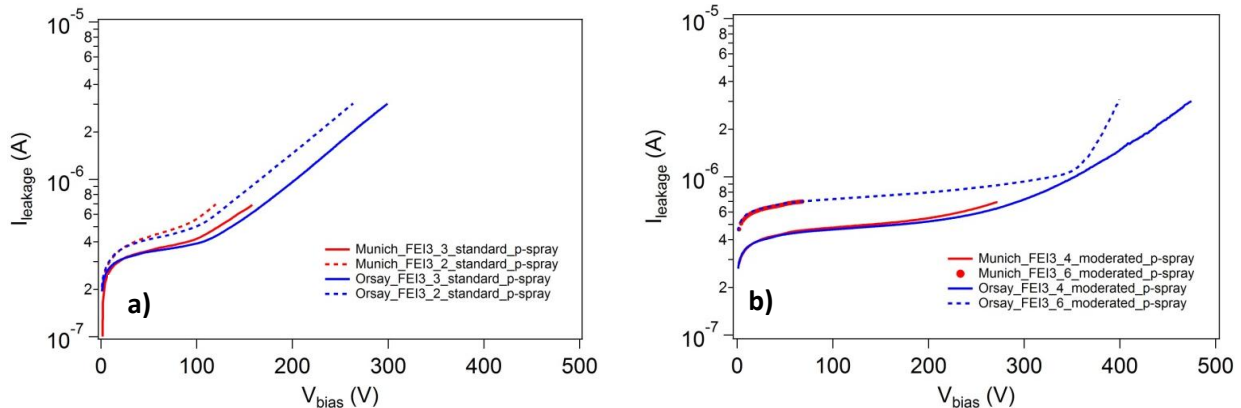 10^-5
8
6
4
2
10^-6
8
6
4
2
10^-7
I_leakage (A)
a)
Munich_FEI3_3_standard_p-spray
Munich_FEI3_2_standard_p-spray
Orsay_FEI3_3_standard_p-spray
Orsay_FEI3_2_standard_p-spray
0 100 200 300 400 500
V_bias (V)
10^-5
8
6
4
2
10^-6
8
6
4
2
10^-7
I_leakage (A)
b)
Munich_FEI3_4_moderated_p-spray
Munich_FEI3_6_moderated_p-spray
Orsay_FEI3_4_moderated_p-spray
Orsay_FEI3_6_moderated_p-spray
0 100 200 300 400 500
V_bias (V)